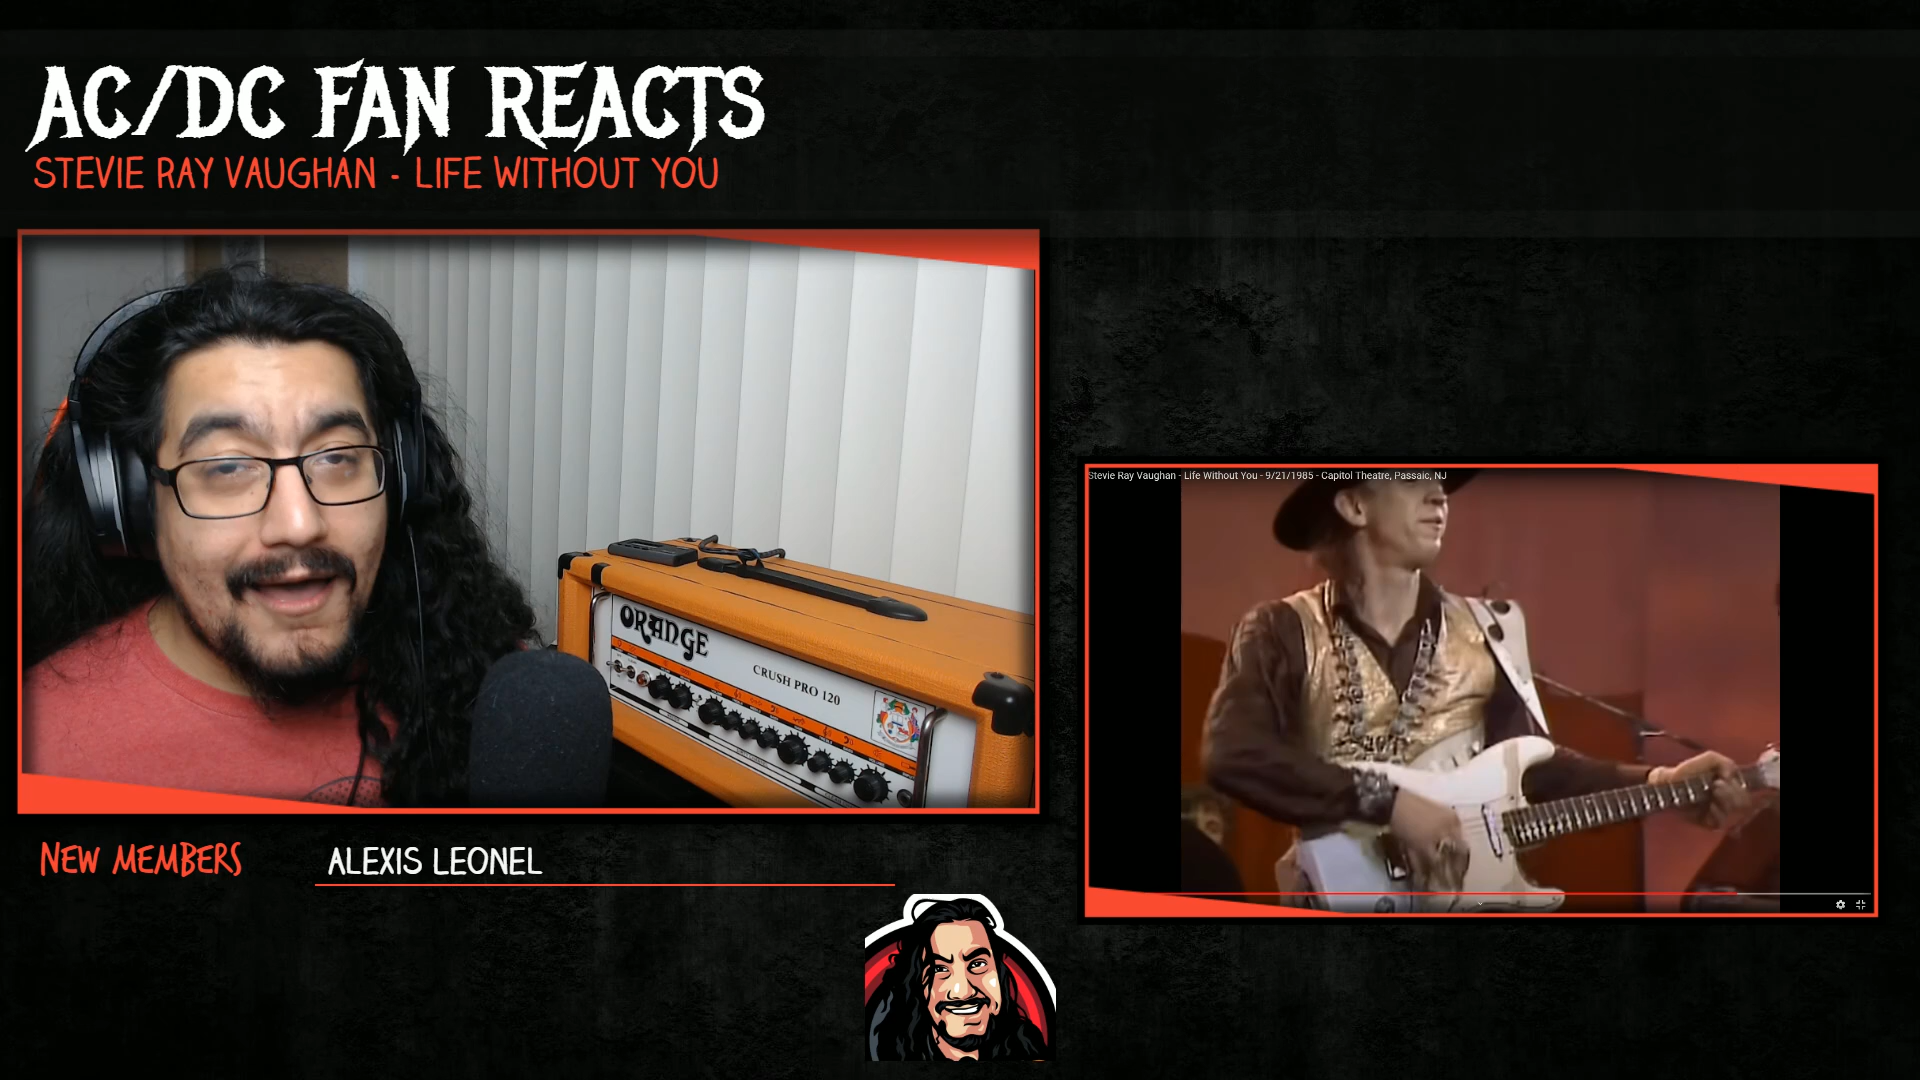 AC/DC FAN REACTS
STEVIE RAY VAUGHAN - LIFE WITHOUT YOU
Stevie Ray Vaughan - Life Without You - 9/21/1985 - Capitol Theatre, Passaic, NJ
ORANGE
CRUSH PRO 120
NEW MEMBERS
ALEXIS LEONEL